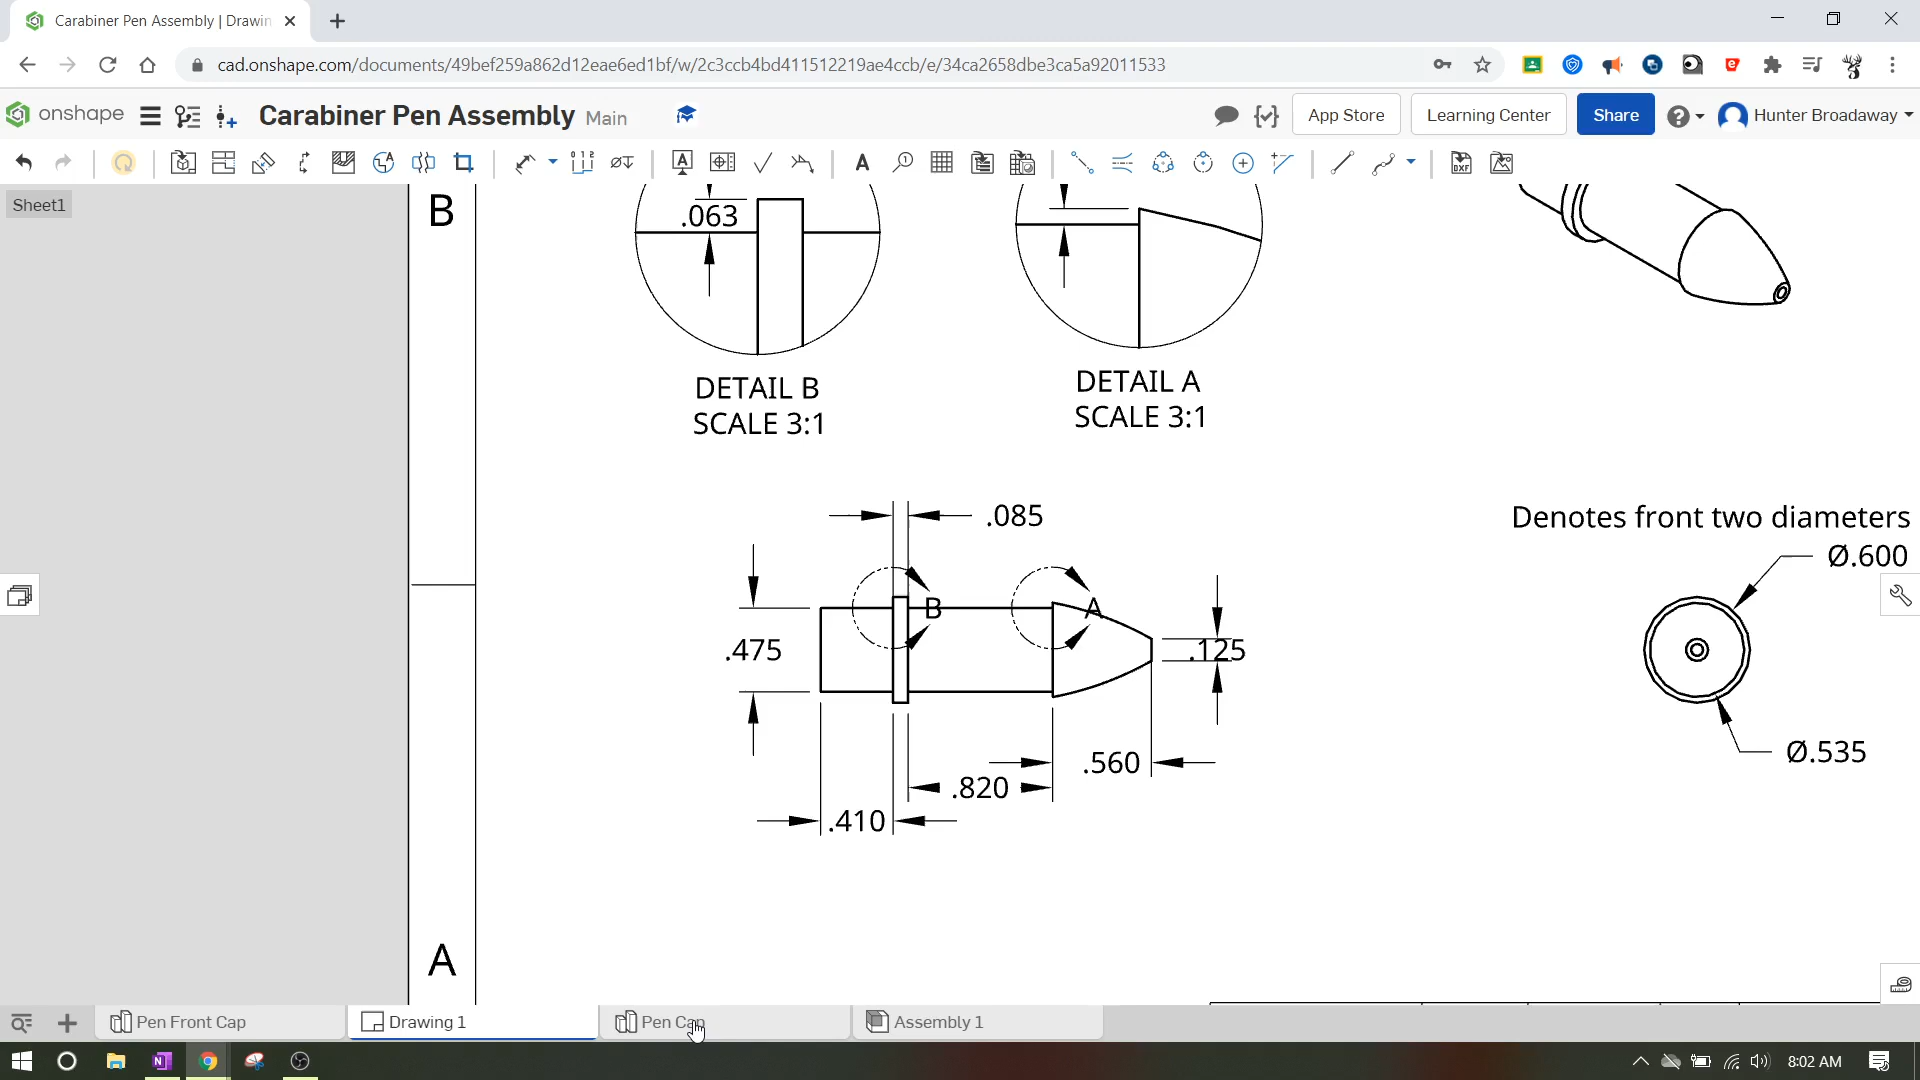 Carabiner Pen Assembly | Drawin
cad.onshape.com/documents/49bef259a862d12eae6ed1bf/w/2c3ccb4bd411512219ae4ccb/e/34ca2658dbe3ca5a92011533
onshape
Carabiner Pen Assembly Main
App Store
Learning Center
Share
Hunter Broadaway
Sheet1
B
.063
DETAIL B
SCALE 3:1
DETAIL A
SCALE 3:1
.085
Denotes front two diameters
Ø.600
B
A
.475
.125
Ø.535
.560
.820
.410
A
Pen Front Cap
Drawing 1
Pen Cap
Assembly 1
8:02 AM